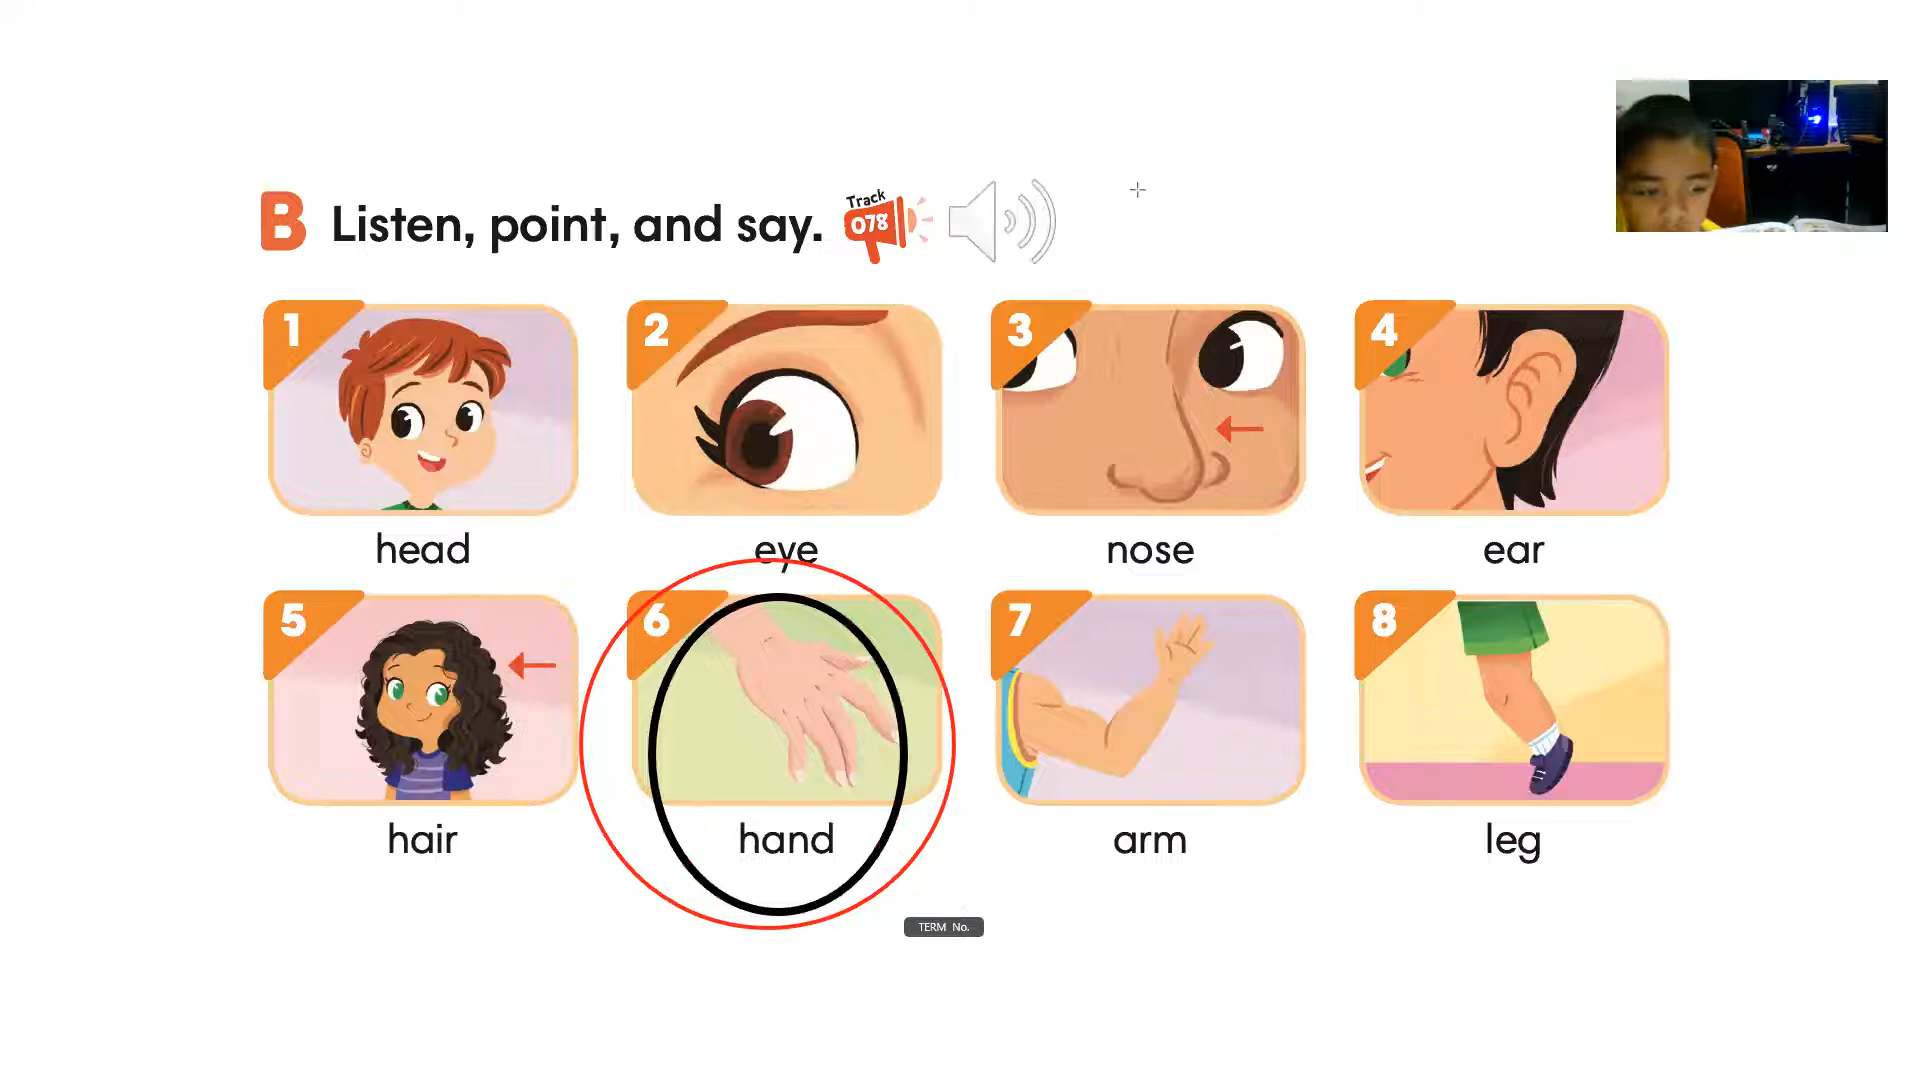 B Listen, point, and say. Track 078
1 2 3 4
head eye nose ear
5 6 7 8
hair hand arm leg
TERM No.